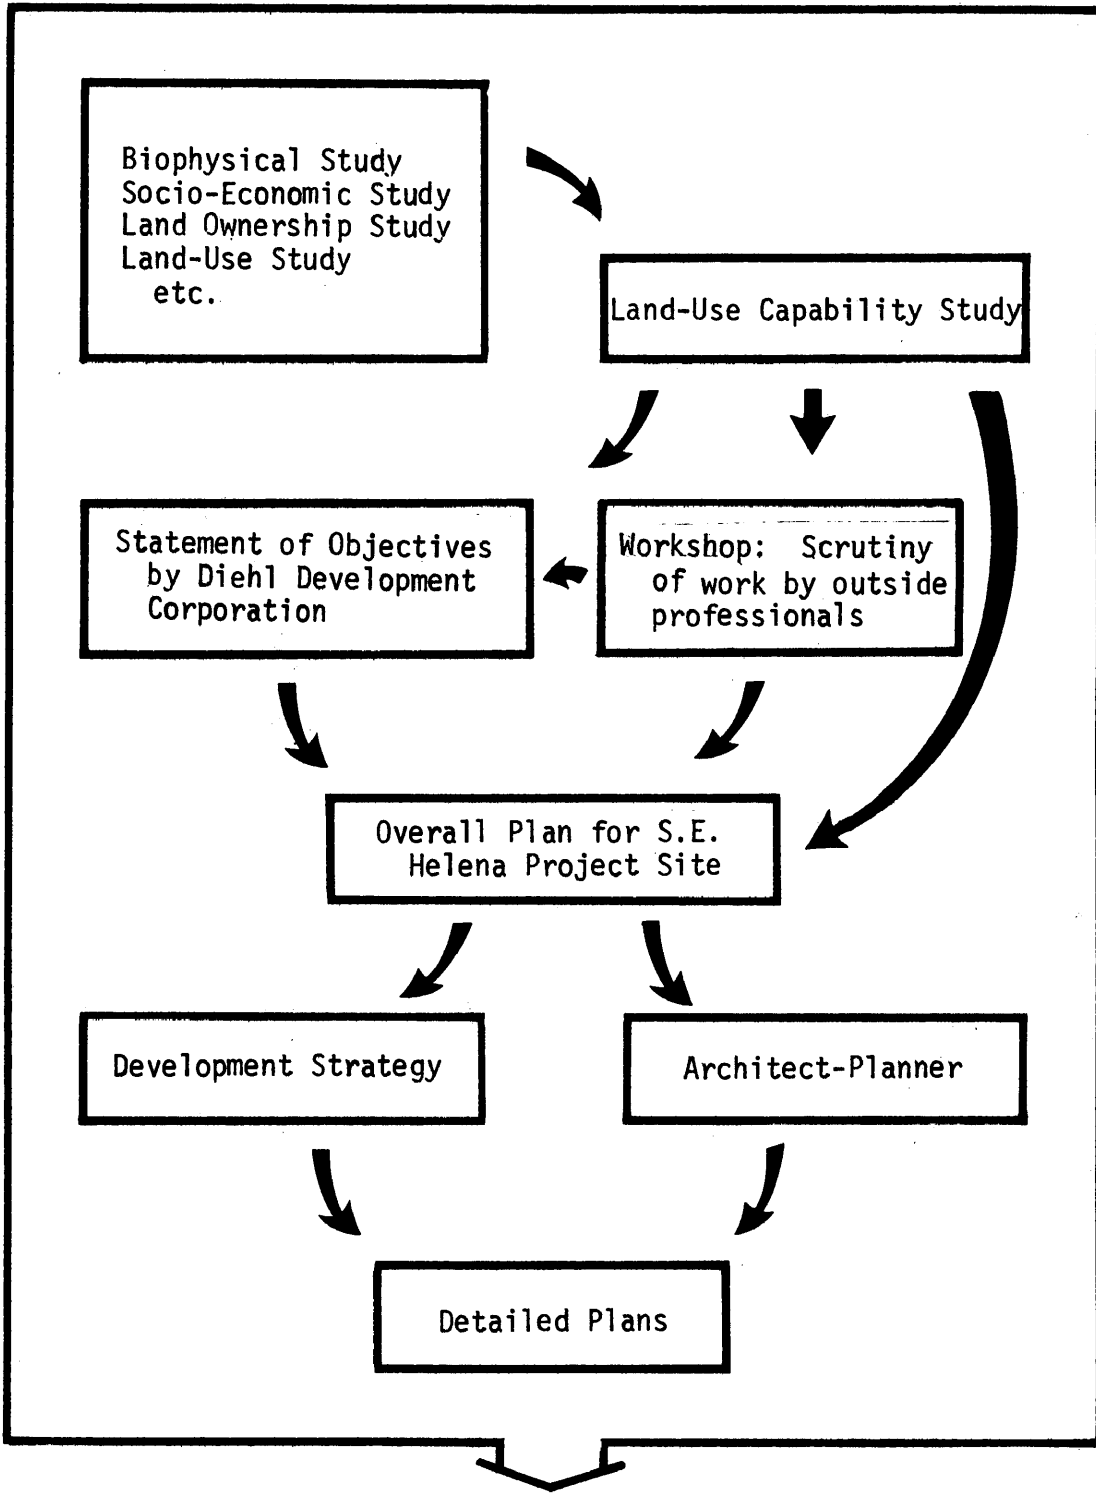 Biophysical Study
Socio-Economic Study
Land Ownership Study
Land-Use Study
etc.
Land-Use Capability Study
Statement of Objectives
by Diehl Development
Corporation
Workshop: Scrutiny
of work by outside
professionals
Overall Plan for S.E.
Helena Project Site
Development Strategy
Architect-Planner
Detailed Plans